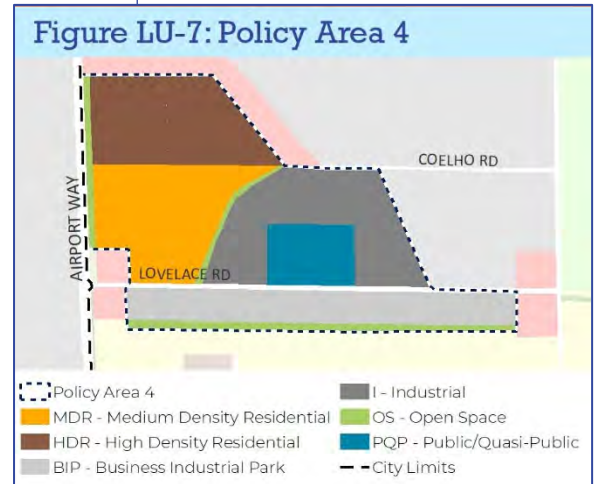 Figure LU-7: Policy Area 4
COELHO RD
AIRPORT WAY
LOVELACE RD
Policy Area 4
I - Industrial
MDR - Medium Density Residential
OS - Open Space
HDR - High Density Residential
PQP - Public/Quasi-Public
BIP - Business Industrial Park
City Limits